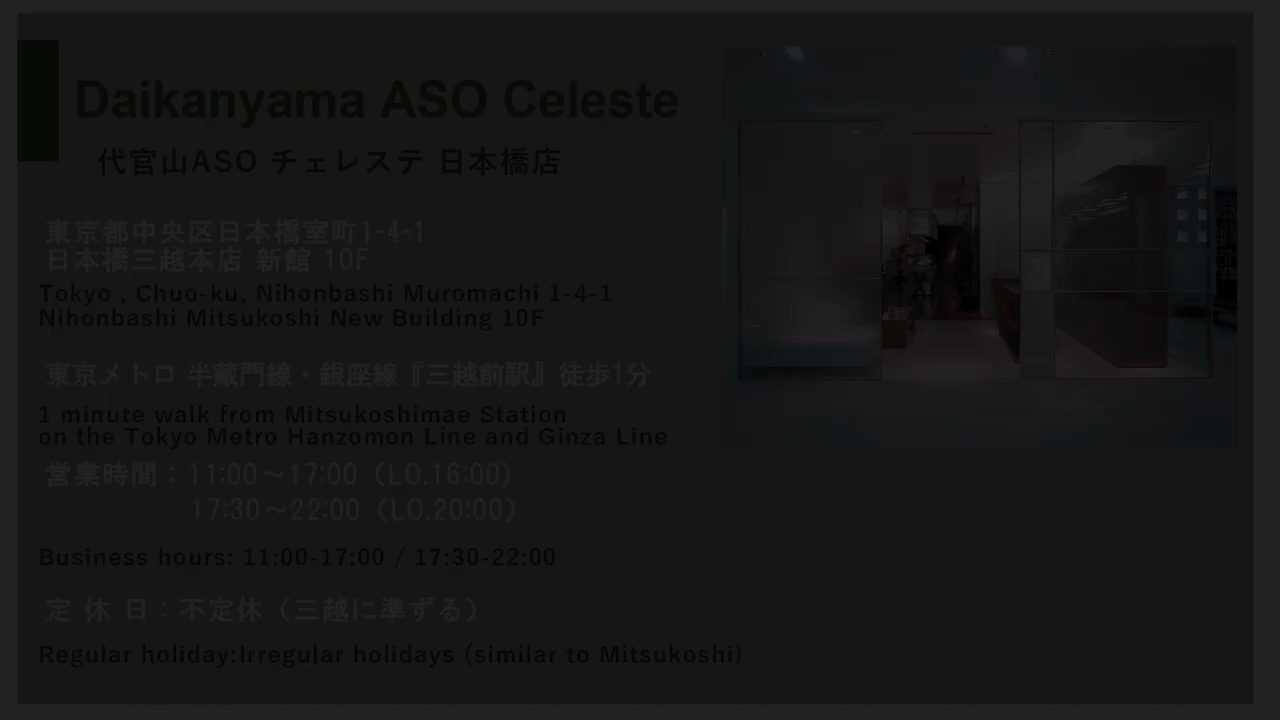 Daikanyama ASO Celeste
代官山ASO チェレステ 日本橋店
東京都中央区日本橋室町1-4-1
日本橋三越本店 新館 10F
Tokyo , Chuo-ku, Nihonbashi Muromachi 1-4-1
Nihonbashi Mitsukoshi New Building 10F
東京メトロ 半蔵門線・銀座線『三越前駅』徒歩1分
1 minute walk from Mitsukoshimae Station
on the Tokyo Metro Hanzomon Line and Ginza Line
営業時間：11:00～17:00（LO.16:00）
17:30～22:00（LO.20:00）
Business hours: 11:00-17:00 / 17:30-22:00
定 休 日：不定休（三越に準ずる）
Regular holiday:Irregular holidays (similar to Mitsukoshi)